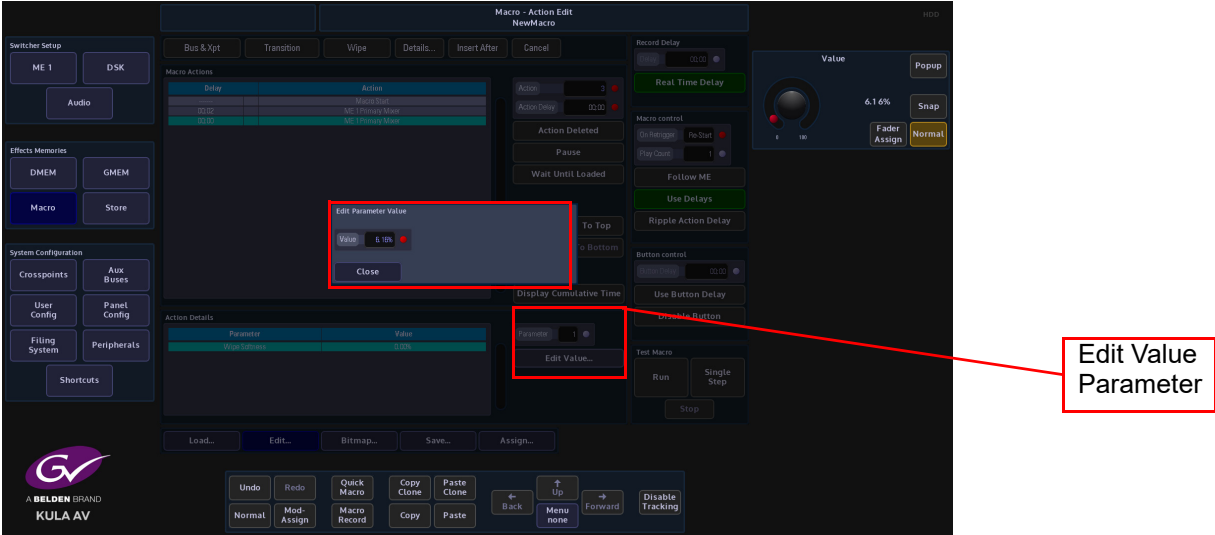 Macro - Action Edit
NewMacro
HDD
Switcher Setup
ME 1
DSK
Audio
Effects Memories
DMEM
GMEM
Macro
Store
System Configuration
Crosspoints
Aux
Buses
User
Config
Panel
Config
Filing
System
Peripherals
Shortcuts
Bus & Xpt
Transition
Wipe
Details...
Insert After
Cancel
Macro Actions
Delay
Action
Macro Start
00:02
ME 1 Primary Mixer
00:00
ME 1 Primary Mixer
Action
3
Action Delay
00:00
Action Deleted
Pause
Wait Until Loaded
To Top
To Bottom
Display Cumulative Time
Edit Parameter Value
Value
6.16%
Close
Action Details
Parameter
Value
Wipe Softness
0.00%
Parameter
1
Edit Value...
Record Delay
Delay
00:00
Real Time Delay
Macro control
On Retrigger
Re-Start
Play Count
1
Follow ME
Use Delays
Ripple Action Delay
Button control
Button Delay
00:00
Use Button Delay
Disable Button
Test Macro
Run
Single
Step
Stop
Value
Popup
6.16%
Snap
0
100
Fader
Assign
Normal
Edit Value
Parameter
Load...
Edit...
Bitmap...
Save...
Assign...
GV
A BELDEN BRAND
KULA AV
Undo
Redo
Quick
Macro
Copy
Clone
Paste
Clone
Normal
Mod-
Assign
Macro
Record
Copy
Paste
←
Back
↑
Up
Menu
none
→
Forward
Disable
Tracking